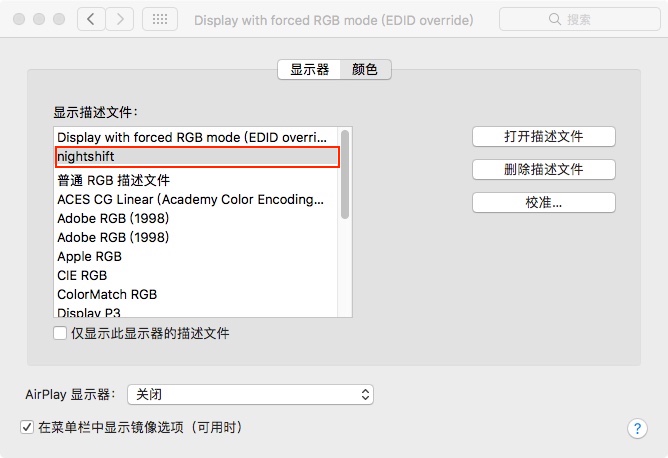 Display with forced RGB mode (EDID override)
搜索
显示器 颜色
显示描述文件:
Display with forced RGB mode (EDID overri...
nightshift
普通 RGB 描述文件
ACES CG Linear (Academy Color Encoding...
Adobe RGB (1998)
Adobe RGB (1998)
Apple RGB
CIE RGB
ColorMatch RGB
Display P3
打开描述文件
删除描述文件
校准...
仅显示此显示器的描述文件
AirPlay 显示器: 关闭
在菜单栏中显示镜像选项（可用时）
?